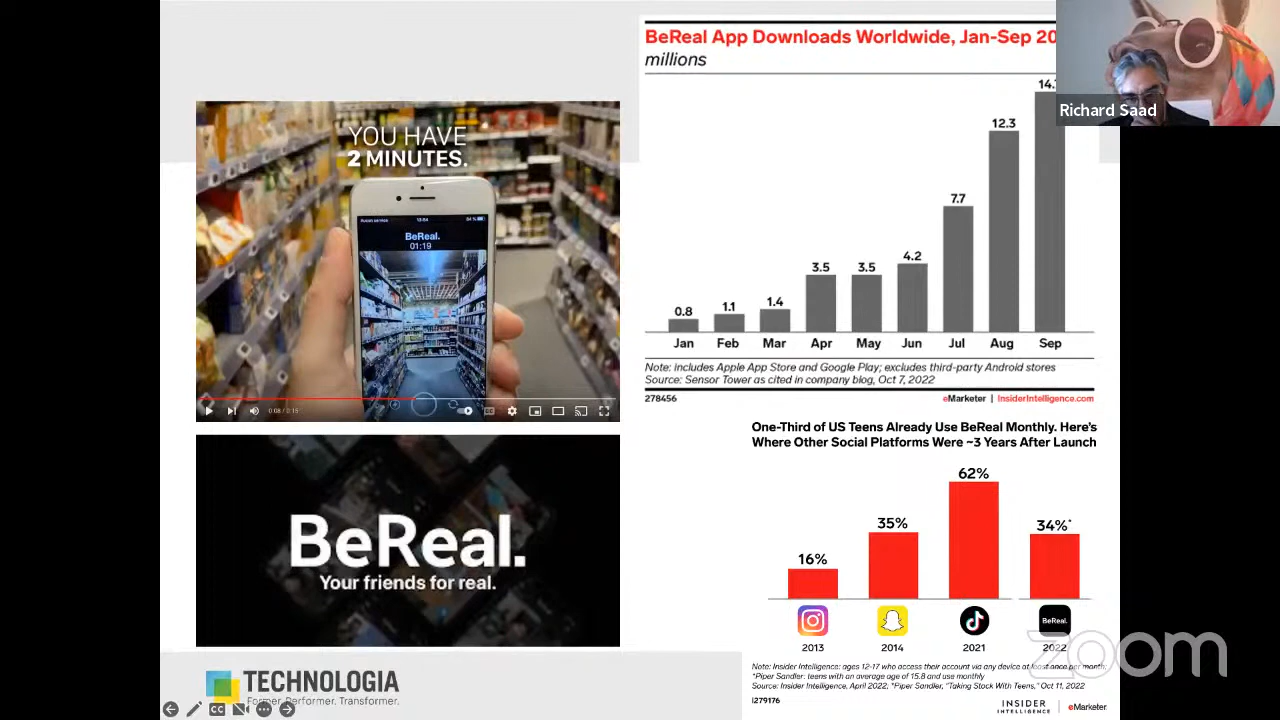 YOU HAVE
2 MINUTES.
BeReal.
01:19
0:08 / 0:15
BeReal.
Your friends for real.
TECHNOLOGIA
Former. Performer. Transformer.
BeReal App Downloads Worldwide, Jan-Sep 20
millions
0.8
1.1
1.4
3.5
3.5
4.2
7.7
12.3
14.
Jan Feb Mar Apr May Jun Jul Aug Sep
Note: includes Apple App Store and Google Play; excludes third-party Android stores
Source: Sensor Tower as cited in company blog, Oct 7, 2022
278456
eMarketer | InsiderIntelligence.com
One-Third of US Teens Already Use BeReal Monthly. Here's
Where Other Social Platforms Were ~3 Years After Launch
16%
35%
62%
34%*
BeReal.
2013 2014 2021 2022
Note: Insider Intelligence: ages 12-17 who access their account via any device at least once per month;
*Piper Sandler: teens with an average age of 15.8 and use monthly
Source: Insider Intelligence, April 2022; *Piper Sandler, "Taking Stock With Teens," Oct 11, 2022
I279176
INSIDER
INTELLIGENCE | eMarketer
Richard Saad
zoom